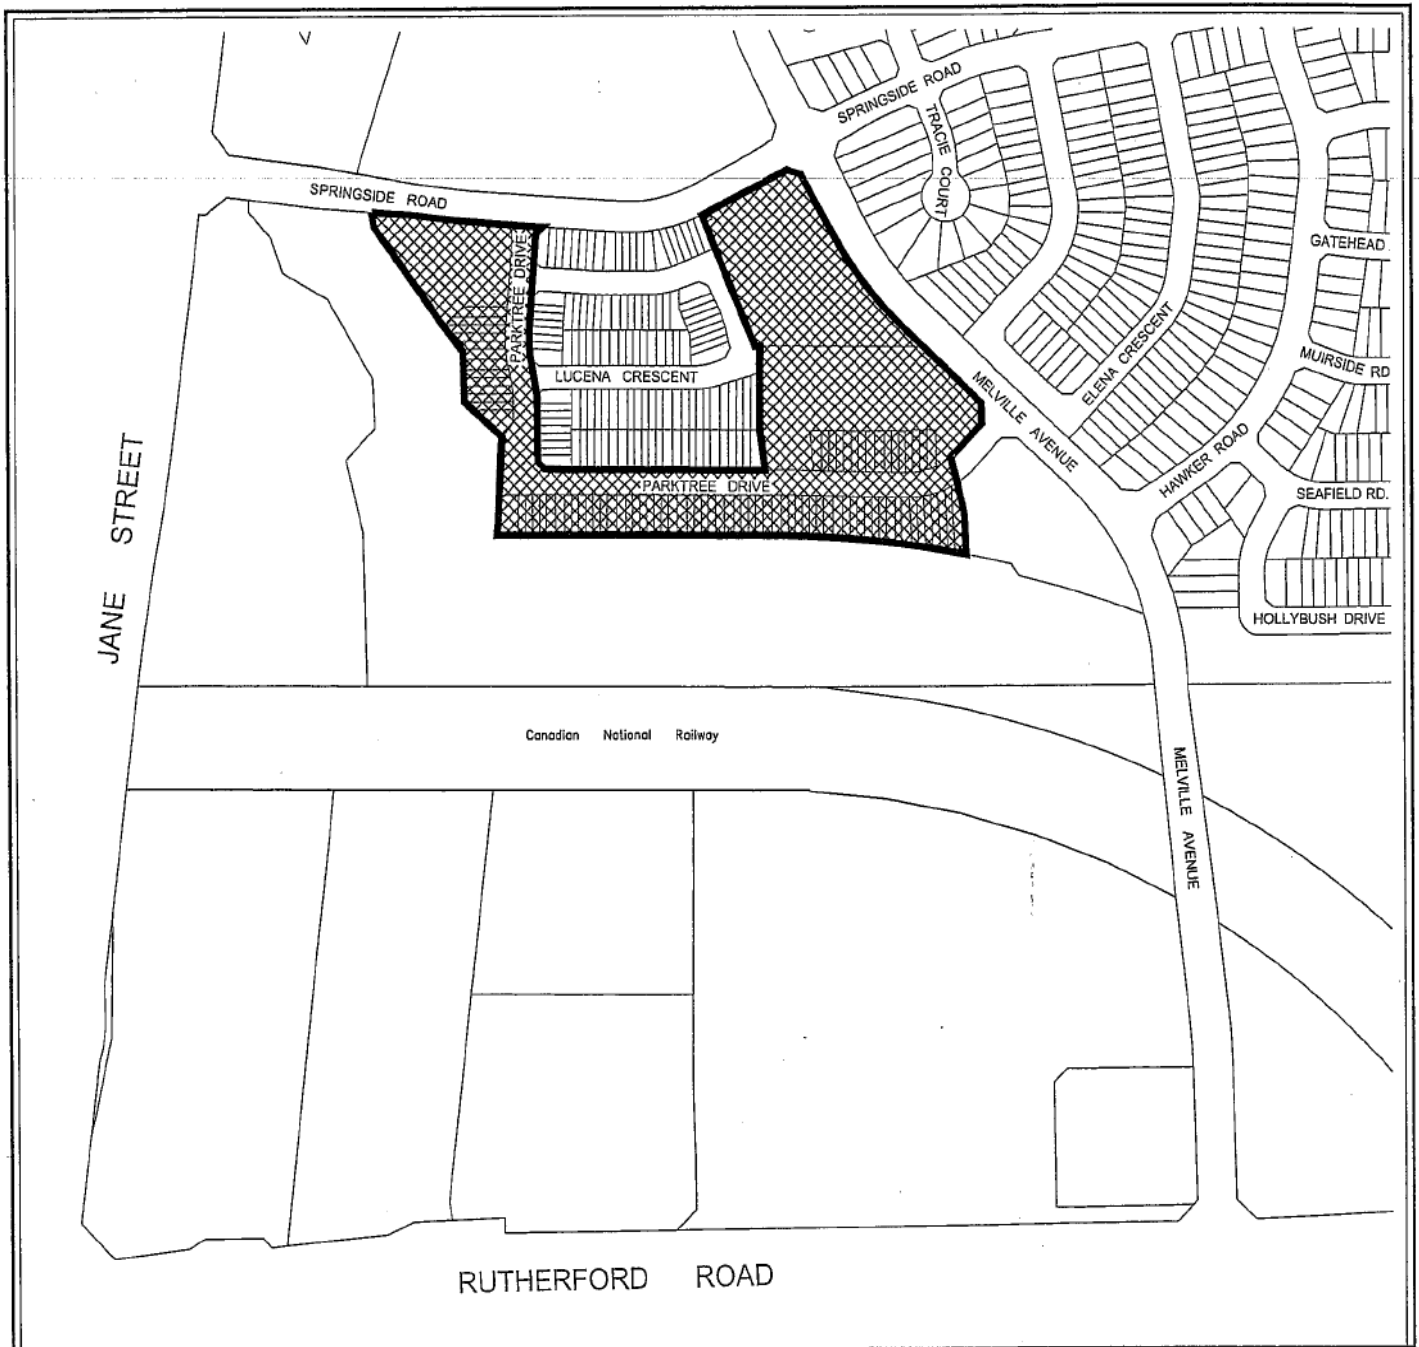 SPRINGSIDE ROAD
TRACIE COURT
SPRINGSIDE ROAD
GATEHEAD
PARKTREE DRIVE
ELENA CRESCENT
MUIRSIDE RD
LUCENA CRESCENT
MELVILLE AVENUE
HAWKER ROAD
PARKTREE DRIVE
SEAFIELD RD.
JANE STREET
HOLLYBUSH DRIVE
Canadian National Railway
MELVILLE AVENUE
RUTHERFORD ROAD